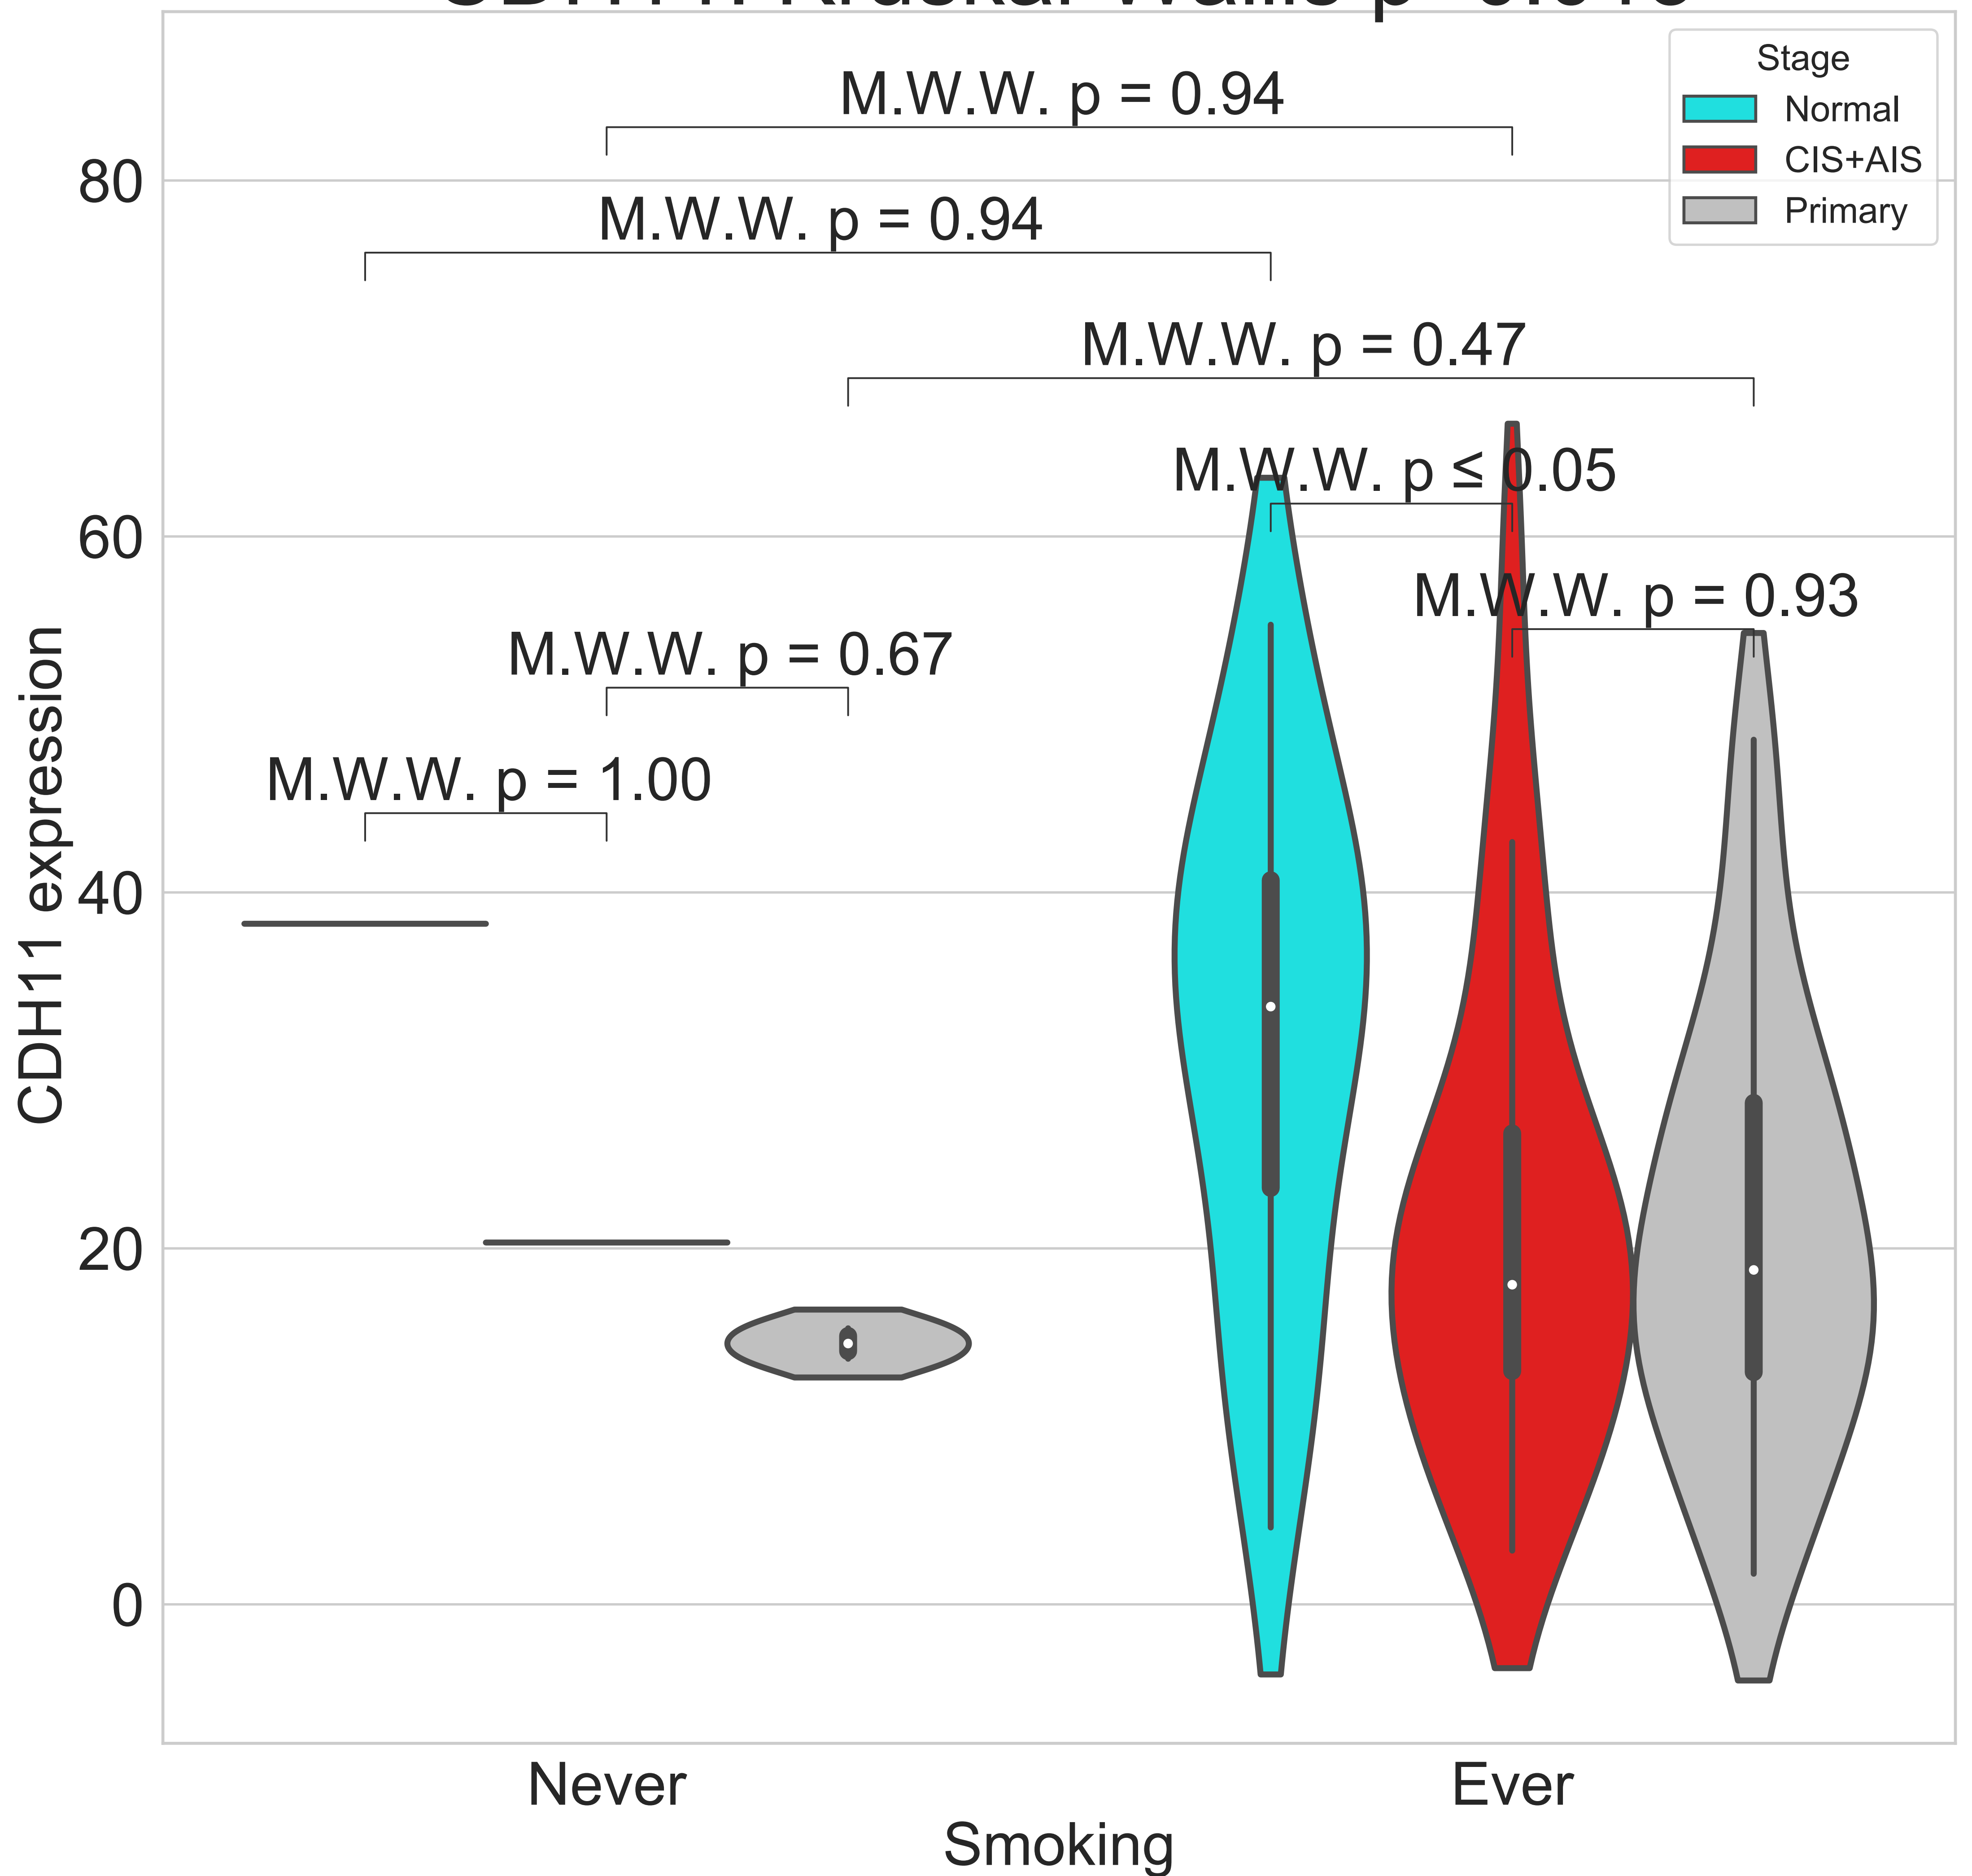 Stage
Normal
CIS+AIS
Primary
M.W.W. p = 0.94
M.W.W. p = 0.94
M.W.W. p = 0.47
M.W.W. p ≤ 0.05
M.W.W. p = 0.93
M.W.W. p = 0.67
M.W.W. p = 1.00
CDH11 expression
80
60
40
20
0
Never
Ever
Smoking